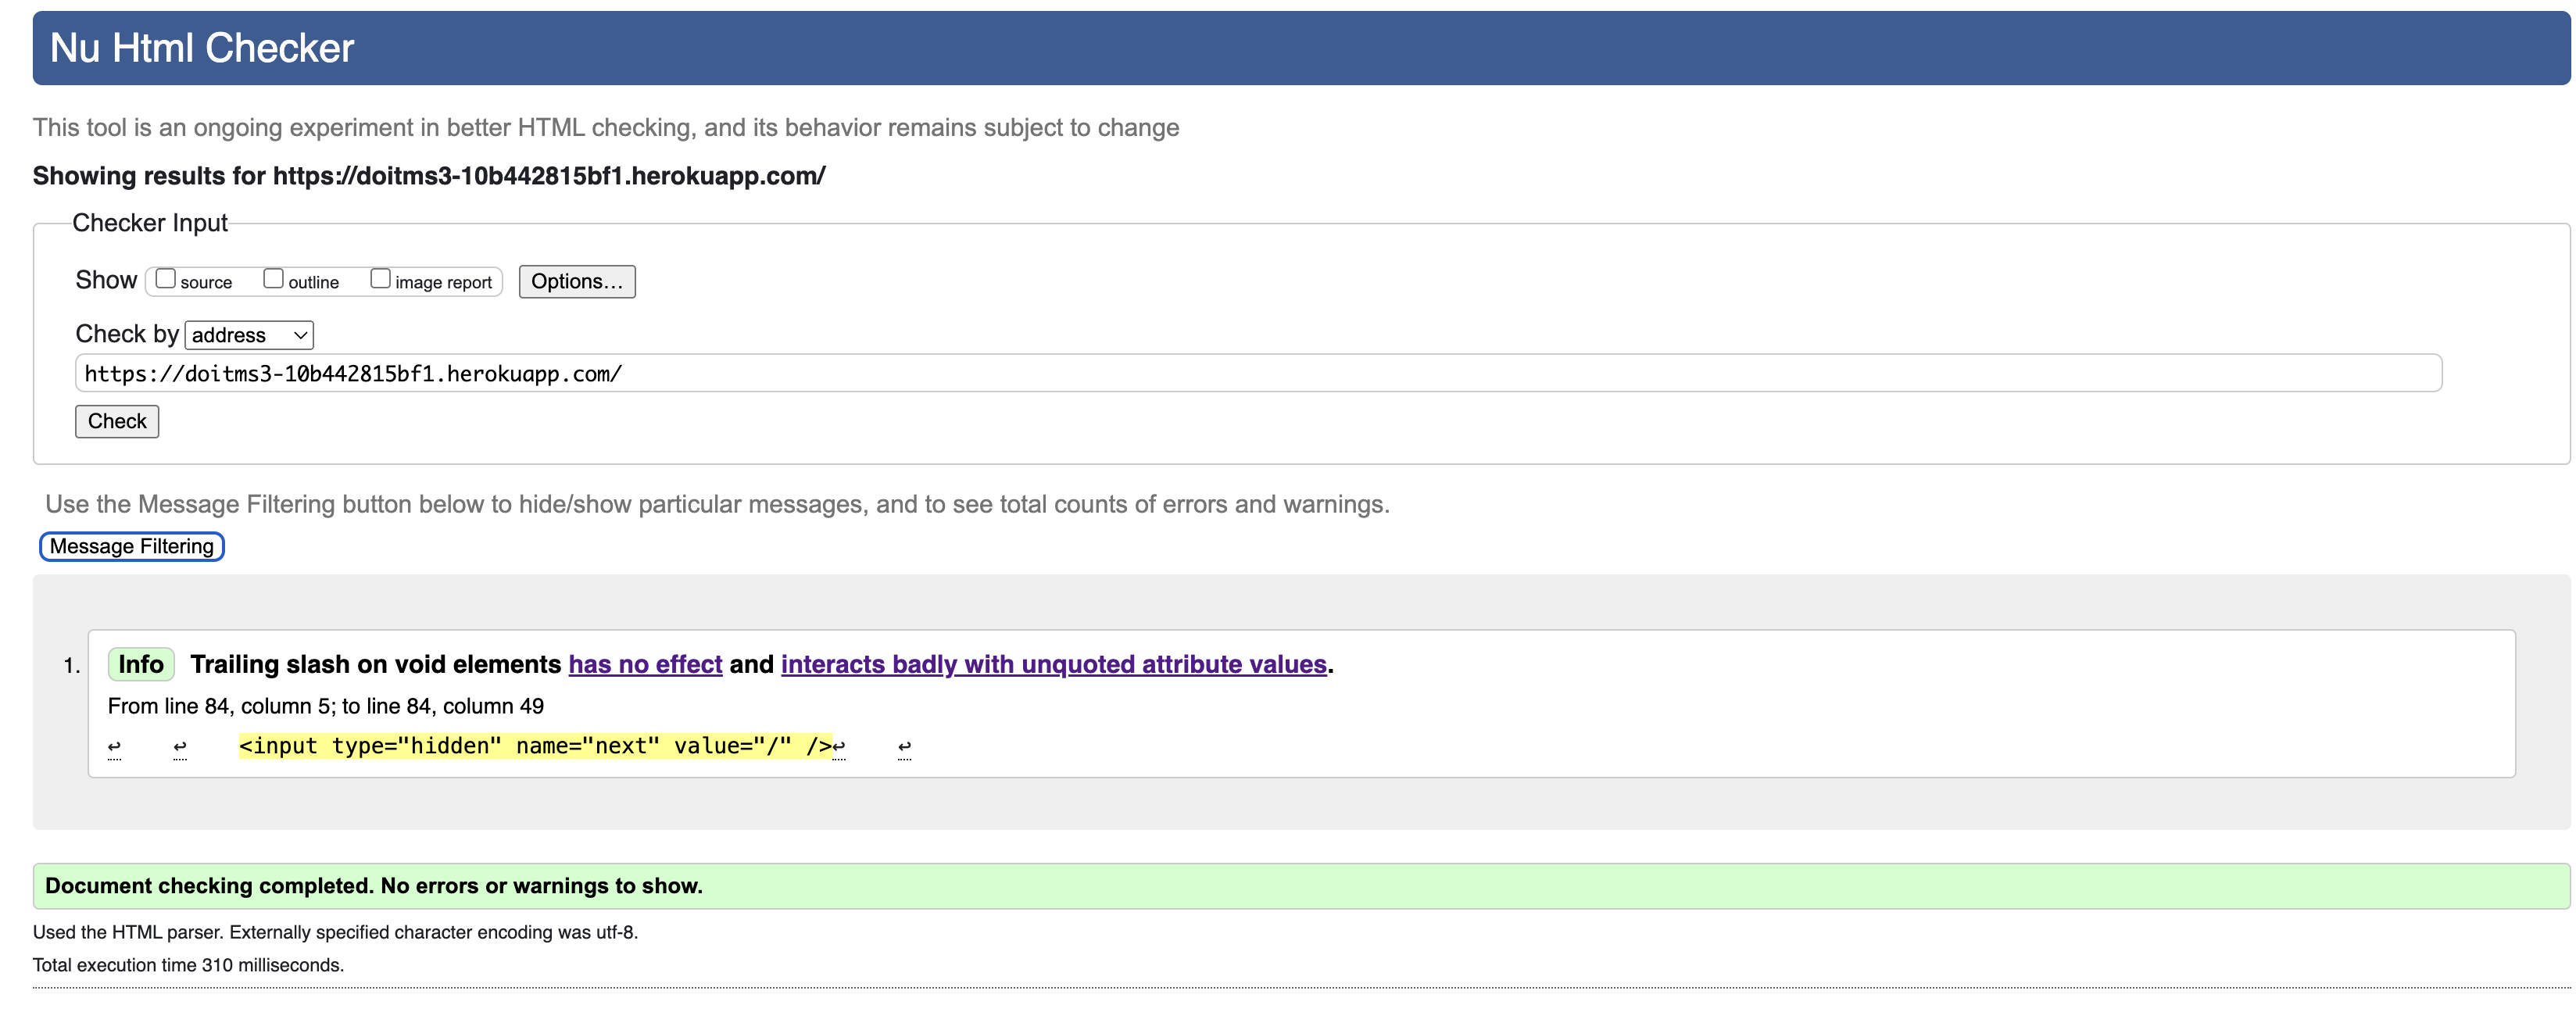 Nu Html Checker
This tool is an ongoing experiment in better HTML checking, and its behavior remains subject to change
Showing results for https://doitms3-10b442815bf1.herokuapp.com/
Checker Input
Show source outline image report Options...
Check by address
https://doitms3-10b442815bf1.herokuapp.com/
Check
Use the Message Filtering button below to hide/show particular messages, and to see total counts of errors and warnings.
Message Filtering
1. Info Trailing slash on void elements has no effect and interacts badly with unquoted attribute values.
From line 84, column 5; to line 84, column 49
↩ ↩ <input type="hidden" name="next" value="/" />↩ ↩
Document checking completed. No errors or warnings to show.
Used the HTML parser. Externally specified character encoding was utf-8.
Total execution time 310 milliseconds.